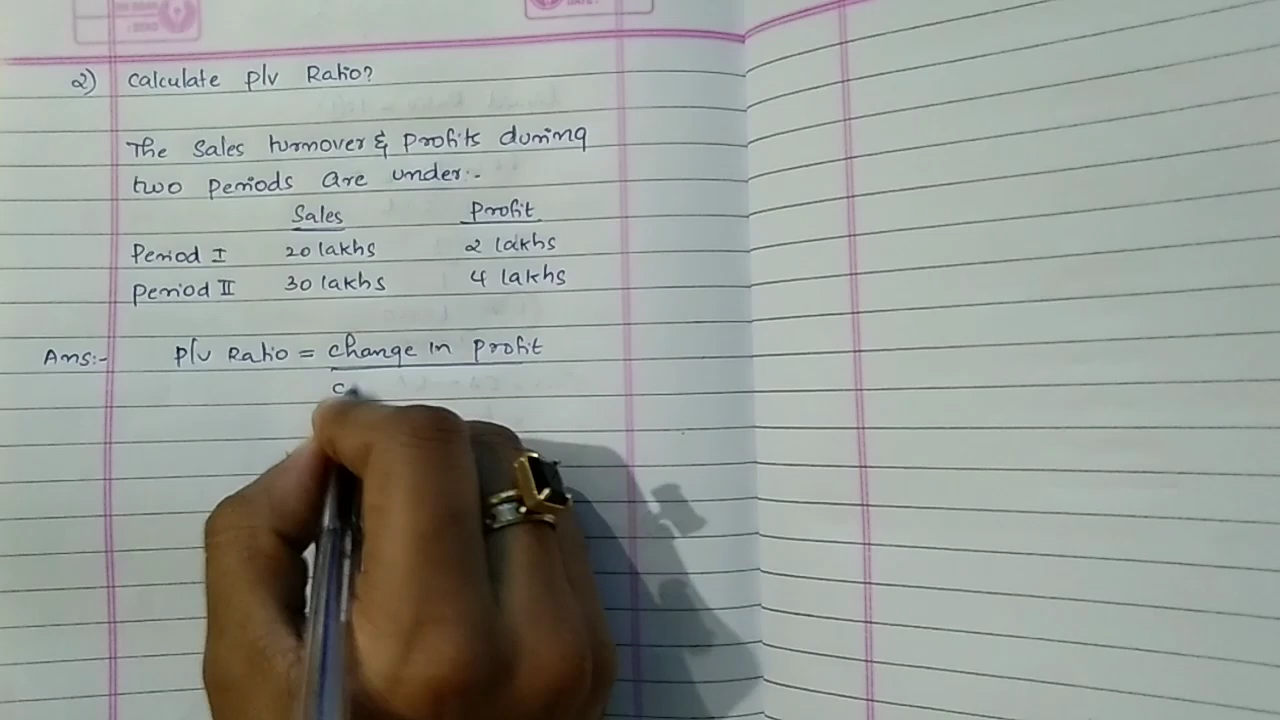 2) Calculate P/v Ratio?
The Sales turnover & Profits during
two periods are under:-
Sales Profit
Period I 20 lakhs 2 lakhs
Period II 30 lakhs 4 lakhs
Ans:- P/v Ratio = change in profit
c